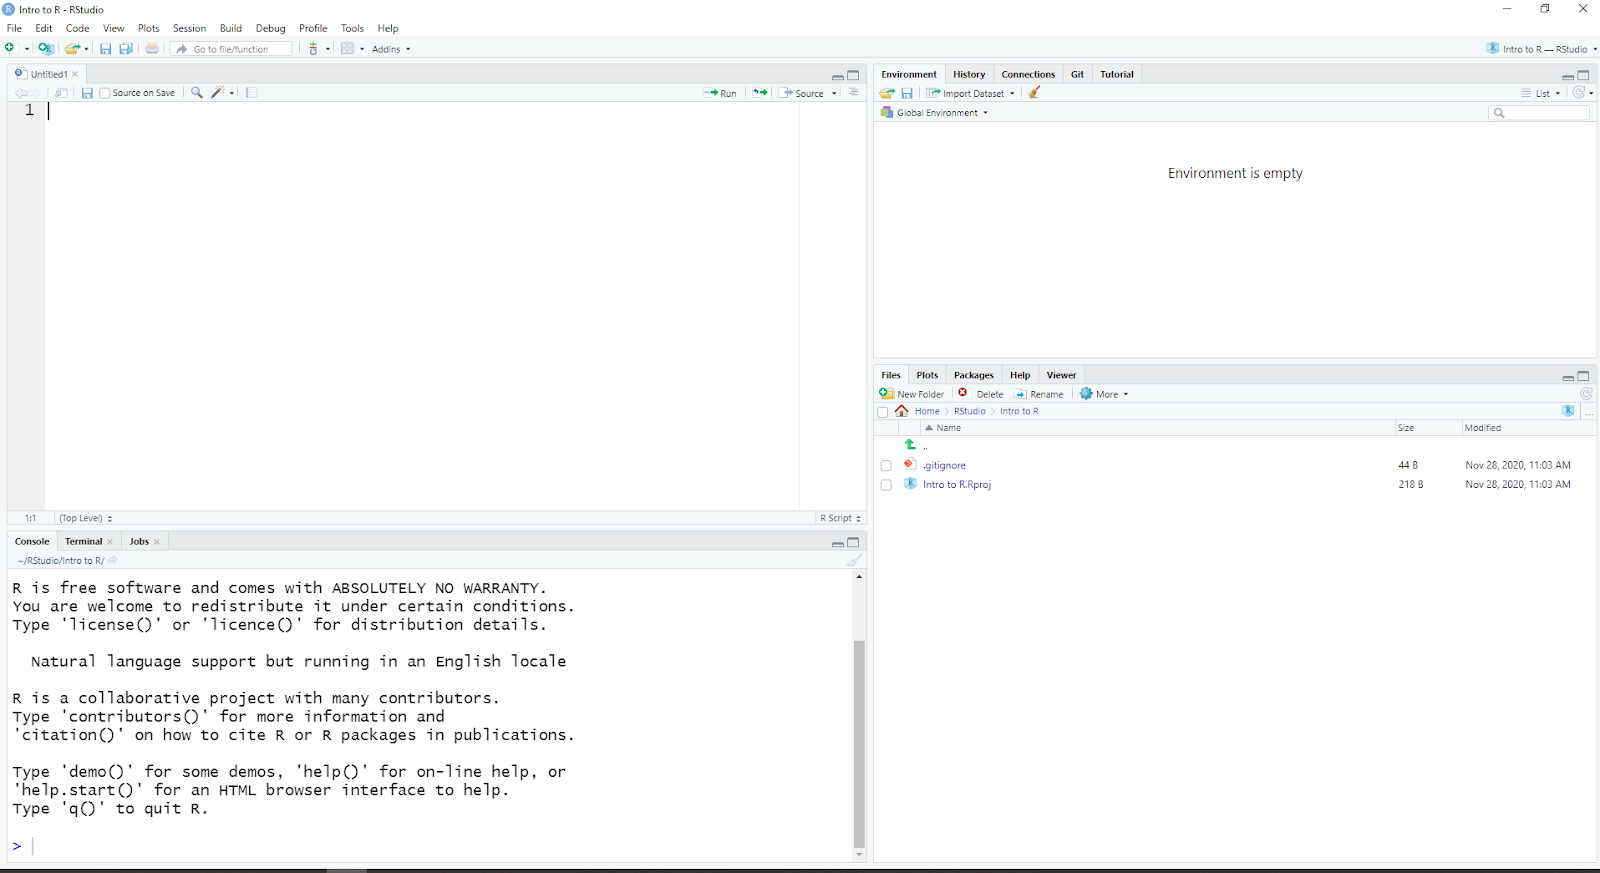 Intro to R - RStudio
File Edit Code View Plots Session Build Debug Profile Tools Help
Go to file/function Addins Intro to R — RStudio
Untitled1
Source on Save Run Source
1
1:1 (Top Level) R Script
Console Terminal Jobs
~/RStudio/Intro to R/
R is free software and comes with ABSOLUTELY NO WARRANTY.
You are welcome to redistribute it under certain conditions.
Type 'license()' or 'licence()' for distribution details.
Natural language support but running in an English locale
R is a collaborative project with many contributors.
Type 'contributors()' for more information and
'citation()' on how to cite R or R packages in publications.
Type 'demo()' for some demos, 'help()' for on-line help, or
'help.start()' for an HTML browser interface to help.
Type 'q()' to quit R.
>
Environment History Connections Git Tutorial
Import Dataset List
Global Environment
Environment is empty
Files Plots Packages Help Viewer
New Folder Delete Rename More
Home RStudio Intro to R ...
Name Size Modified
..
.gitignore 44 B Nov 28, 2020, 11:03 AM
Intro to R.Rproj 218 B Nov 28, 2020, 11:03 AM